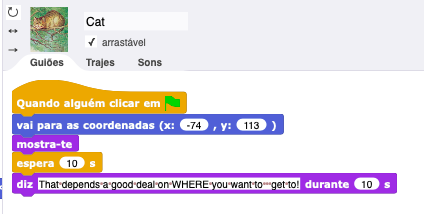 Cat
✓ arrastável
Guiões Trajes Sons
Quando alguém clicar em
vai para as coordenadas (x: -74 , y: 113 )
mostra-te
espera 10 s
diz That depends a good deal on WHERE you want to  get to! durante 10 s